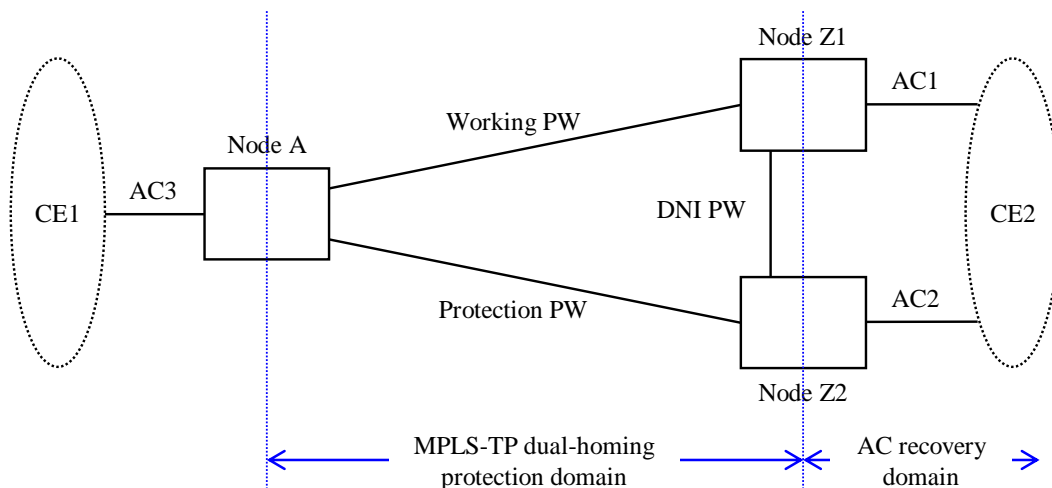 Node Z1
AC1
Working PW
Node A
AC3
CE1
DNI PW
CE2
AC2
Protection PW
Node Z2
MPLS-TP dual-homing
protection domain
AC recovery
domain